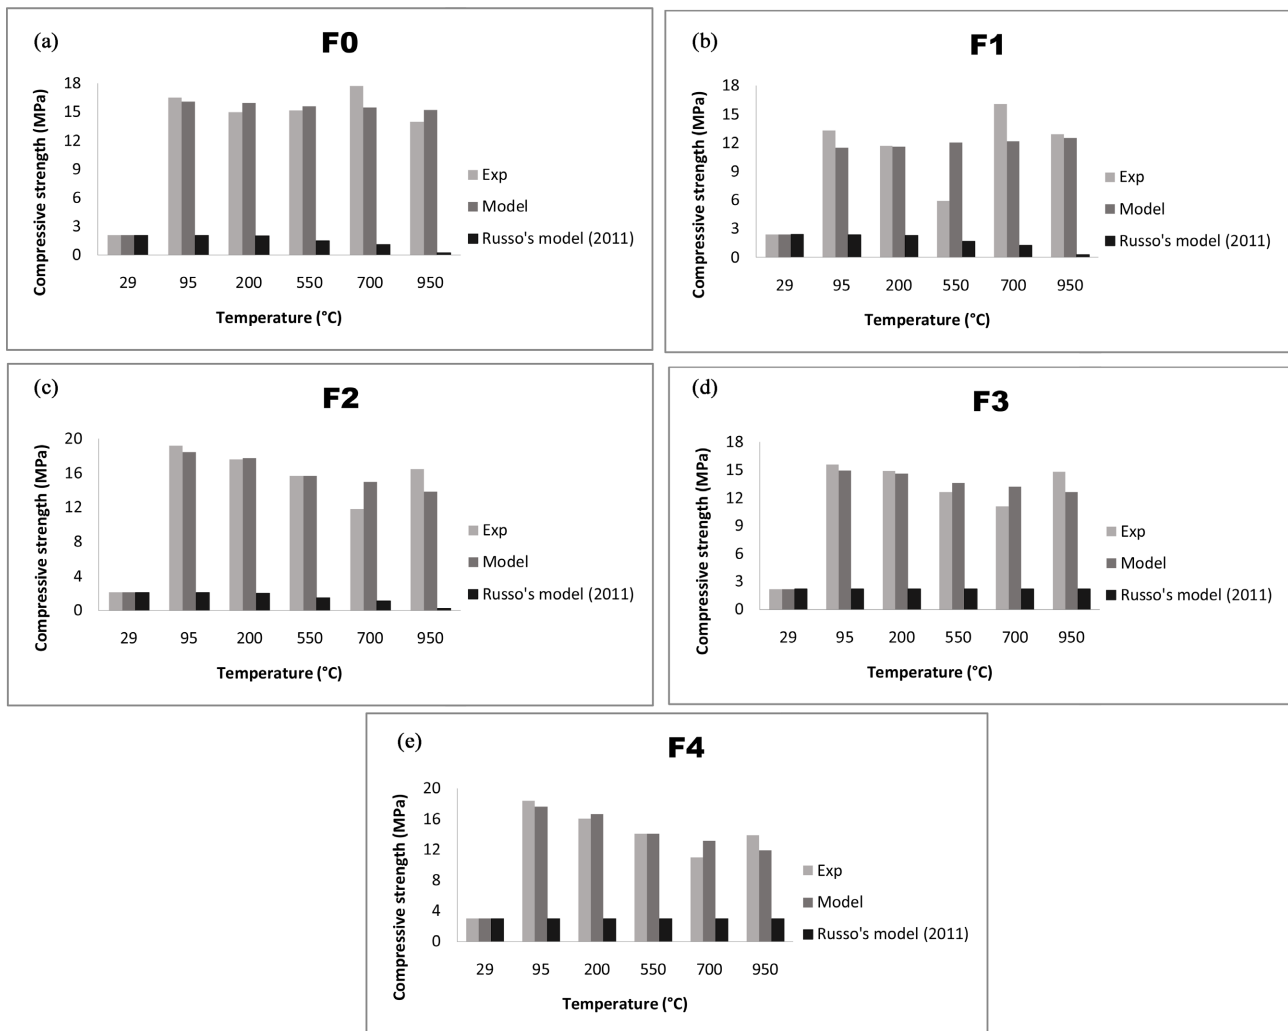 (a)
F0
Compressive strength (MPa)
18
15
12
9
6
3
0
29 95 200 550 700 950
Temperature (°C)
Exp
Model
Russo's model (2011)
(b)
F1
Compressive strength (MPa)
18
15
12
9
6
3
0
29 95 200 550 700 950
Temperature (°C)
Exp
Model
Russo's model (2011)
(c)
F2
Compressive strength (MPa)
20
16
12
8
4
0
29 95 200 550 700 950
Temperature (°C)
Exp
Model
Russo's model (2011)
(d)
F3
Compressive strength (MPa)
18
15
12
9
6
3
0
29 95 200 550 700 950
Temperature (°C)
Exp
Model
Russo's model (2011)
(e)
F4
Compressive strength (MPa)
20
16
12
8
4
0
29 95 200 550 700 950
Temperature (°C)
Exp
Model
Russo's model (2011)